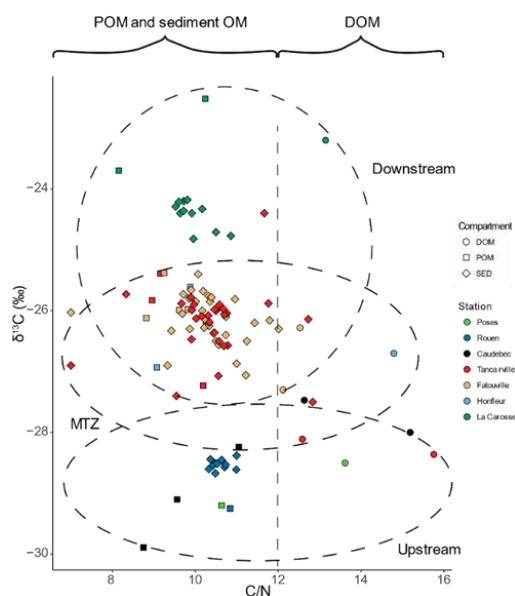 POM and sediment OM
DOM
Downstream
MTZ
Upstream
δ¹³C (‰)
−24
−26
−28
−30
8
10
12
14
16
C/N
Compartment
DOM
POM
SED
Station
Poses
Rouen
Caudebec
Tancarville
Fatouville
Honfleur
La Carosse